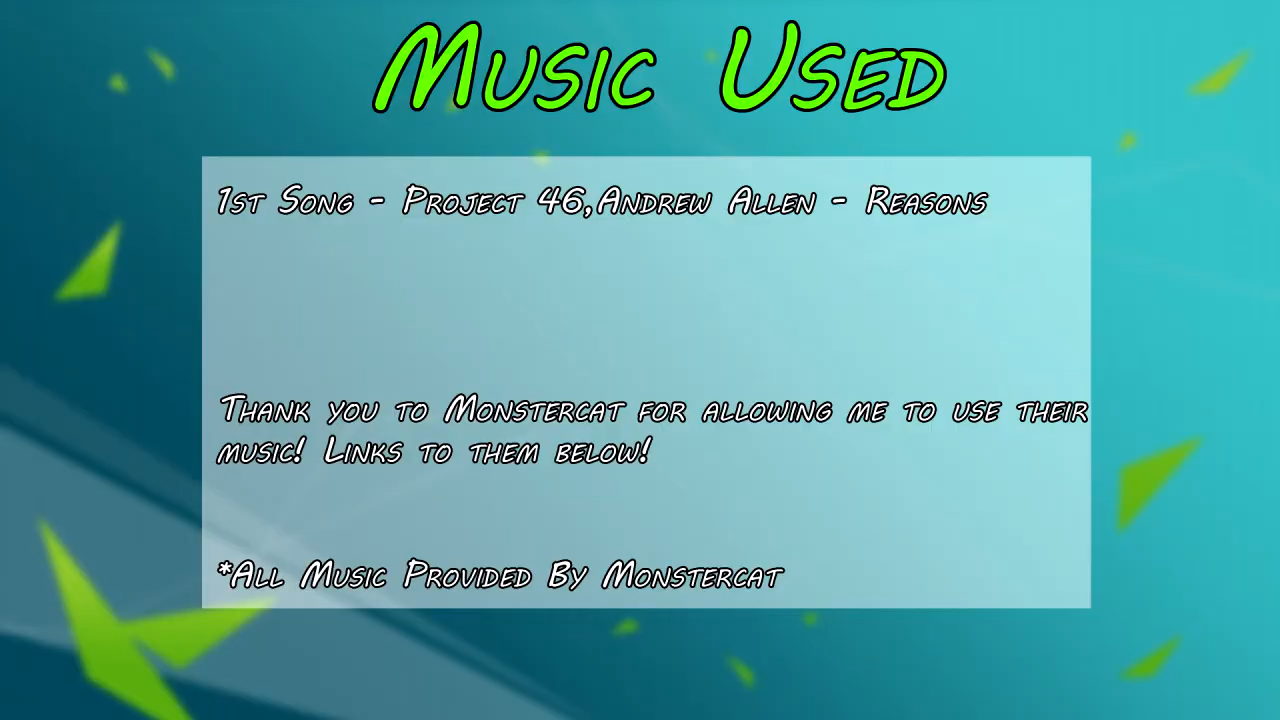 Music Used
1st Song - Project 46,Andrew Allen - Reasons
Thank you to Monstercat for allowing me to use their
music! Links to them below!
*All Music Provided By Monstercat